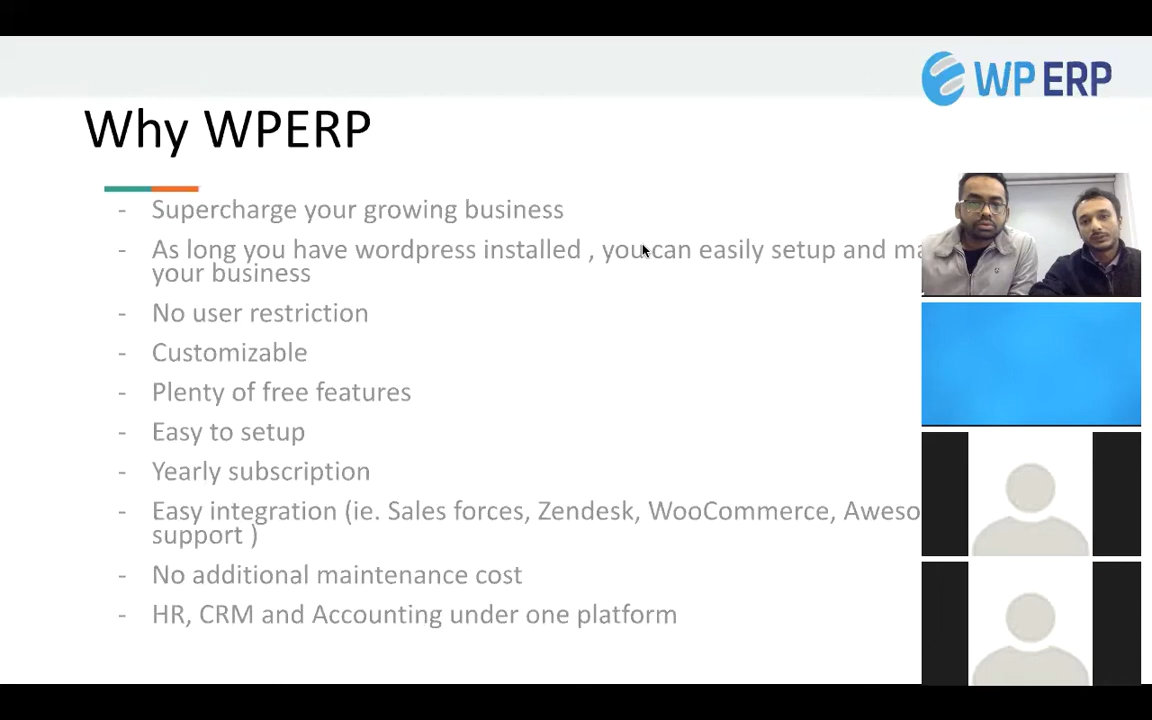 WP ERP
Why WPERP
- Supercharge your growing business
- As long you have wordpress installed , you can easily setup and
your business
- No user restriction
- Customizable
- Plenty of free features
- Easy to setup
- Yearly subscription
- Easy integration (ie. Sales forces, Zendesk, WooCommerce,
support )
- No additional maintenance cost
- HR, CRM and Accounting under one platform